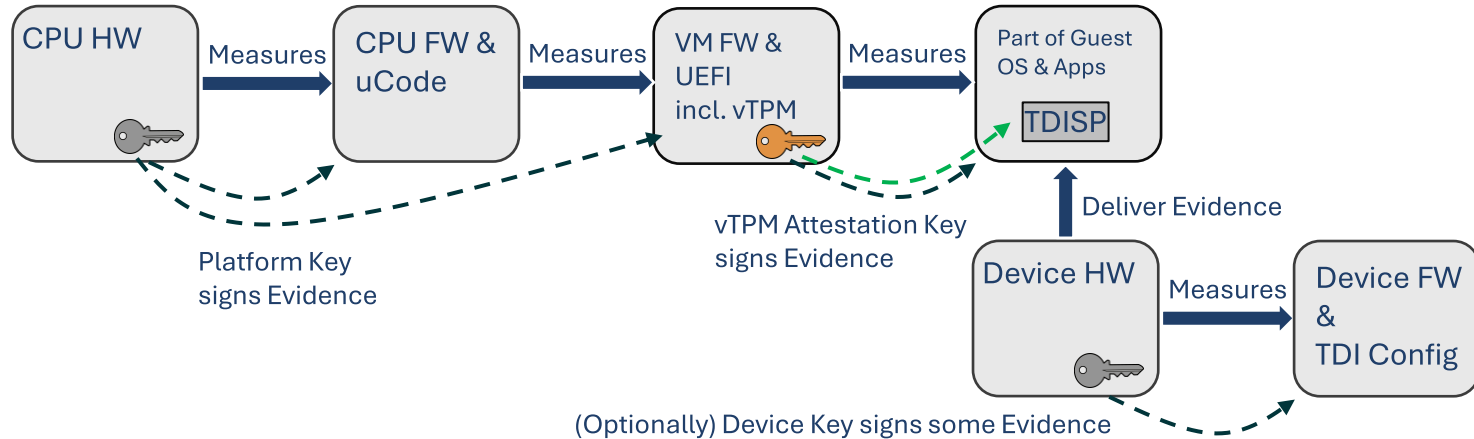 CPU HW
Measures
CPU FW &
uCode
Measures
VM FW &
UEFI
incl. vTPM
Measures
Part of Guest
OS & Apps
TDISP
Platform Key
signs Evidence
vTPM Attestation Key
signs Evidence
Deliver Evidence
Device HW
Measures
Device FW
&
TDI Config
(Optionally) Device Key signs some Evidence